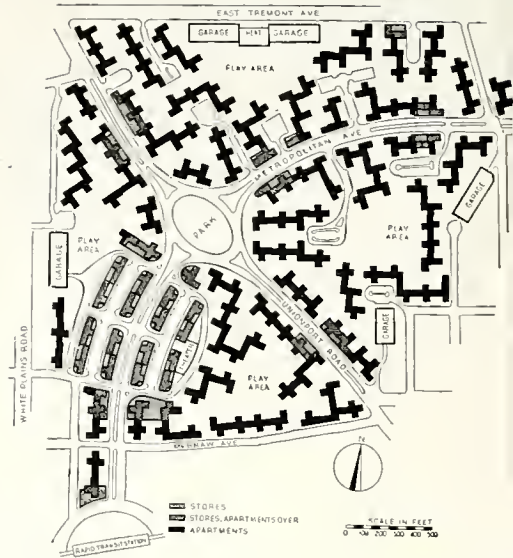 EAST TREMONT AVE
GARAGE
HEAT
GARAGE
PLAY AREA
METROPOLITAN AVE
GARAGE
PARK
PLAY
AREA
PLAY
AREA
GARAGE
UNIONPORT ROAD
GARAGE
WHITE PLAINS ROAD
PLAY
AREA
N
STORES
STORES, APARTMENTS OVER
APARTMENTS
SCALE IN FEET
0 100 200 300 400 500
RAPID TRANSIT STATION